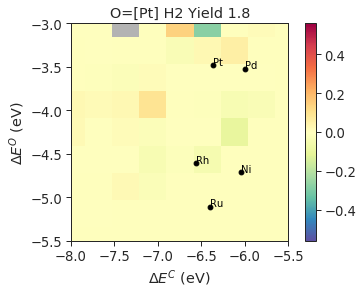 O=[Pt] H2 Yield 1.8
−3.0
−3.5
−4.0
−4.5
−5.0
−5.5
ΔE^O (eV)
Pt
Pd
Rh
Ni
Ru
−8.0 −7.5 −7.0 −6.5 −6.0 −5.5
ΔE^C (eV)
0.4
0.2
0.0
−0.2
−0.4